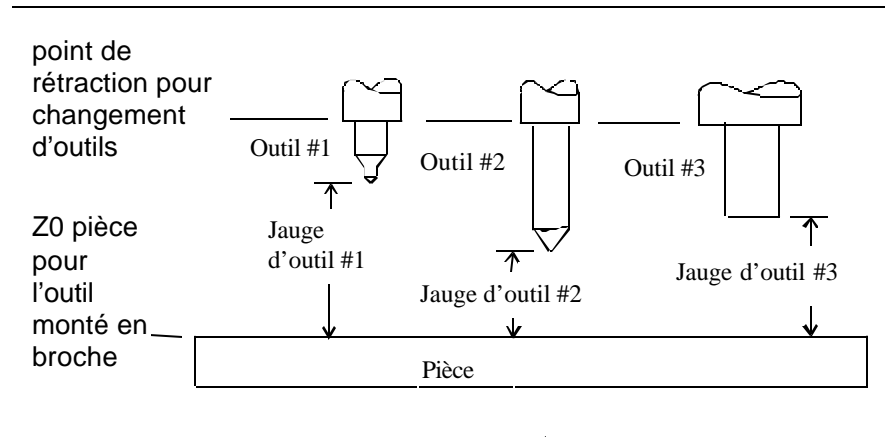 point de
rétraction pour
changement
d'outils
Outil #1
Outil #2
Outil #3
Z0 pièce
pour
l'outil
monté en
broche
Jauge
d’outil #1
Jauge d’outil #2
Jauge d’outil #3
Pièce